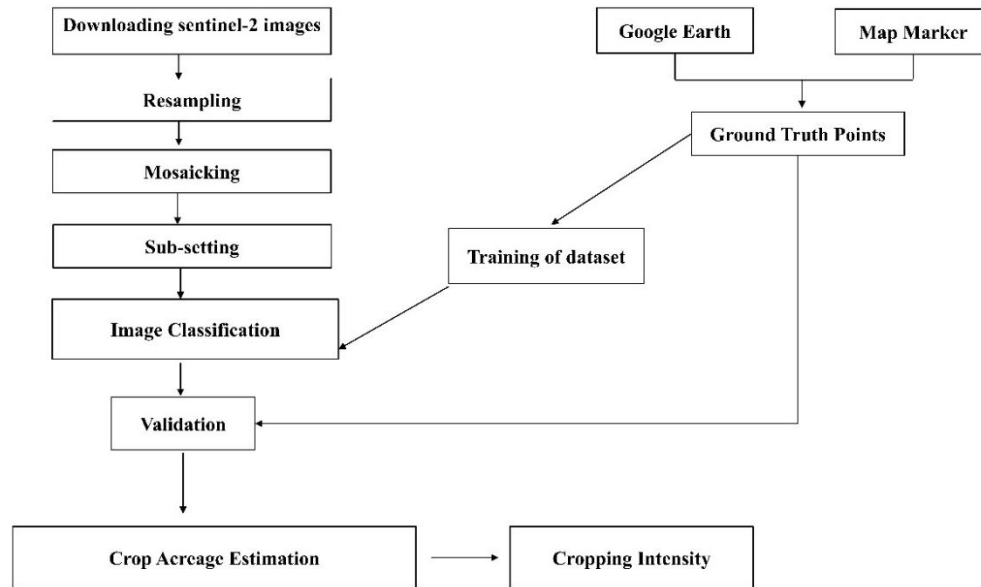 Downloading sentinel-2 images
Google Earth
Map Marker
Resampling
Ground Truth Points
Mosaicking
Sub-setting
Training of dataset
Image Classification
Validation
Crop Acreage Estimation
Cropping Intensity